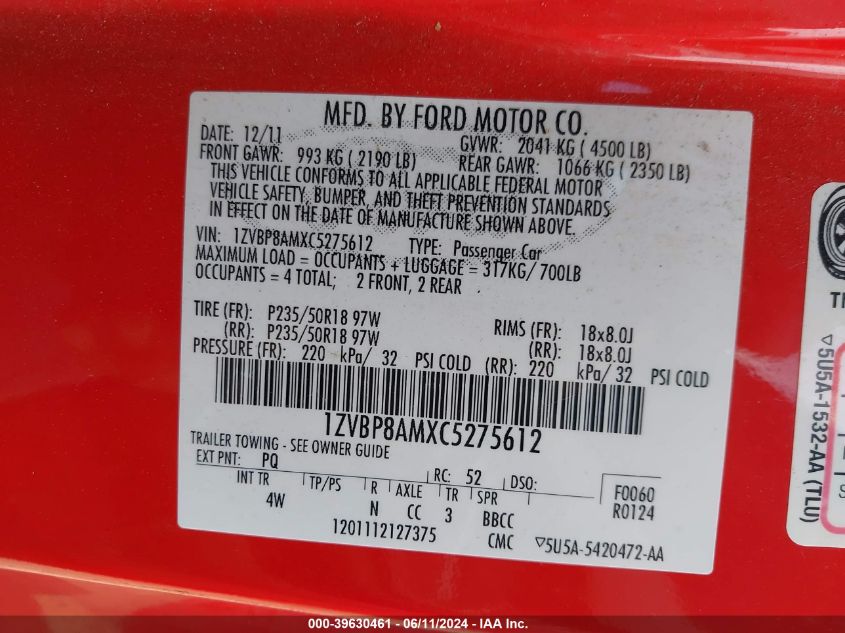 MFD. BY FORD MOTOR CO.
DATE: 12/11 GVWR: 2041 KG ( 4500 LB)
FRONT GAWR: 993 KG ( 2190 LB) REAR GAWR: 1066 KG ( 2350 LB)
THIS VEHICLE CONFORMS TO ALL APPLICABLE FEDERAL MOTOR
VEHICLE SAFETY, BUMPER, AND THEFT PREVENTION STANDARDS
IN EFFECT ON THE DATE OF MANUFACTURE SHOWN ABOVE.
VIN: 1ZVBP8AMXC5275612 TYPE: Passenger Car
MAXIMUM LOAD = OCCUPANTS + LUGGAGE = 317KG/ 700LB
OCCUPANTS = 4 TOTAL; 2 FRONT, 2 REAR
TIRE (FR): P235/50R18 97W RIMS (FR): 18x8.0J
(RR): P235/50R18 97W (RR): 18x8.0J
PRESSURE (FR): 220 kPa/ 32 PSI COLD (RR): 220 kPa/ 32 PSI COLD
1ZVBP8AMXC5275612
TRAILER TOWING - SEE OWNER GUIDE
EXT PNT: PQ RC: 52 DSO: F0060
INT TR TP/PS R AXLE TR SPR R0124
4W N CC 3 BBCC
1201112127375 CMC ▽5U5A-5420472-AA
▽5U5A-1532-AA (TLU)
000-39630461 - 06/11/2024 - IAA Inc.